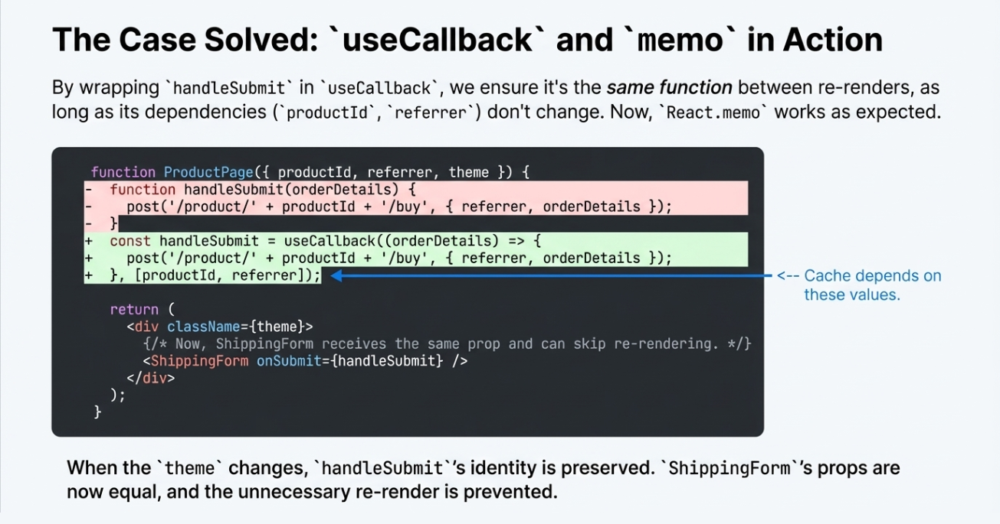 The Case Solved: `useCallback` and `memo` in Action
By wrapping `handleSubmit` in `useCallback`, we ensure it's the same function between re-renders, as
long as its dependencies (`productId`, `referrer`) don't change. Now, `React.memo` works as expected.
function ProductPage({ productId, referrer, theme }) {
-  function handleSubmit(orderDetails) {
-    post('/product/' + productId + '/buy', { referrer, orderDetails });
-  }
+  const handleSubmit = useCallback((orderDetails) => {
+    post('/product/' + productId + '/buy', { referrer, orderDetails });
+  }, [productId, referrer]);
<-- Cache depends on
these values.
return (
<div className={theme}>
{/* Now, ShippingForm receives the same prop and can skip re-rendering. */}
<ShippingForm onSubmit={handleSubmit} />
</div>
);
}
When the `theme` changes, `handleSubmit`’s identity is preserved. `ShippingForm`’s props are
now equal, and the unnecessary re-render is prevented.